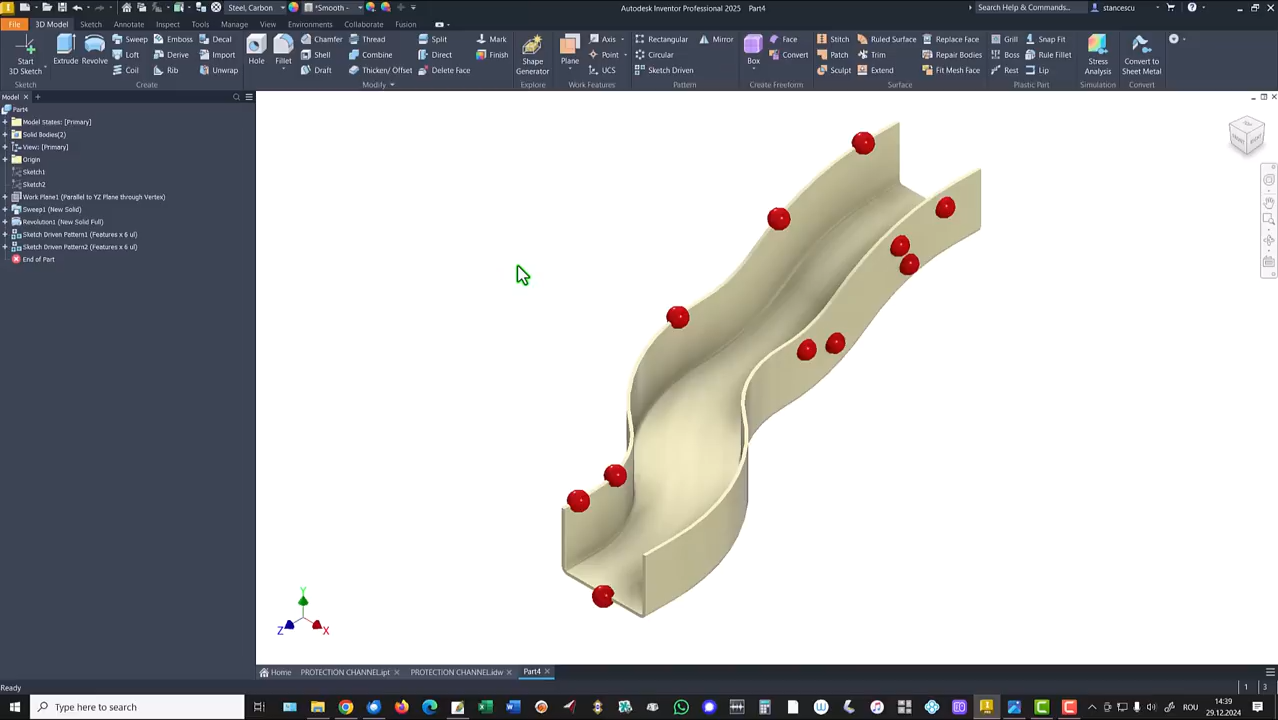 Steel, Carbon
*Smooth -
Autodesk Inventor Professional 2025 Part4
Search Help & Commands...
stancescu
File
3D Model
Sketch
Annotate
Inspect
Tools
Manage
View
Environments
Collaborate
Fusion
Start
3D Sketch
Extrude
Revolve
Sweep
Loft
Coil
Emboss
Derive
Rib
Decal
Import
Unwrap
Hole
Fillet
Chamfer
Shell
Draft
Thread
Combine
Thicken/ Offset
Split
Direct
Delete Face
Mark
Finish
Shape
Generator
Plane
Axis
Point
UCS
Rectangular
Circular
Sketch Driven
Mirror
Box
Face
Convert
Stitch
Patch
Sculpt
Ruled Surface
Trim
Extend
Replace Face
Repair Bodies
Fit Mesh Face
Grill
Boss
Rest
Snap Fit
Rule Fillet
Lip
Stress
Analysis
Convert to
Sheet Metal
Sketch
Create
Modify
Explore
Work Features
Pattern
Create Freeform
Surface
Plastic Part
Simulation
Convert
Model
Part4
Model States: [Primary]
Solid Bodies(2)
View: [Primary]
Origin
Sketch1
Sketch2
Work Plane1 (Parallel to YZ Plane through Vertex)
Sweep1 (New Solid)
Revolution1 (New Solid Full)
Sketch Driven Pattern1 (Features x 6 ul)
Sketch Driven Pattern2 (Features x 6 ul)
End of Part
Y
Z
X
Home
PROTECTION CHANNEL.ipt
PROTECTION CHANNEL.idw
Part4
Ready
1
3
Type here to search
ROU
14:39
29.12.2024